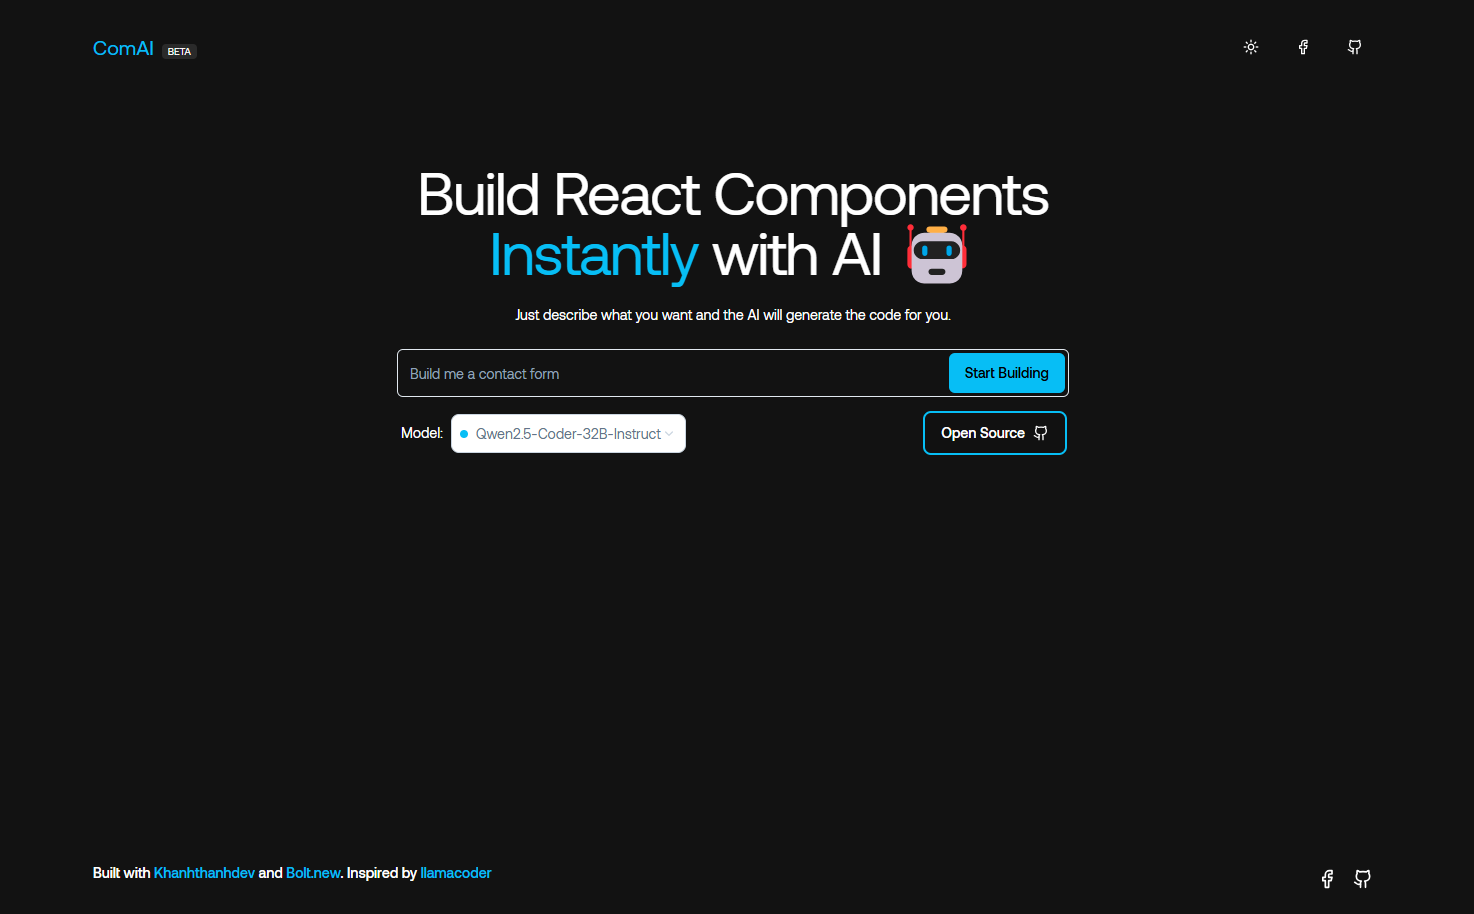 ComAI BETA
Build React Components
Instantly with AI
Just describe what you want and the AI will generate the code for you.
Build me a contact form
Start Building
Model: Qwen2.5-Coder-32B-Instruct
Open Source
Built with Khanhthanhdev and Bolt.new. Inspired by llamacoder